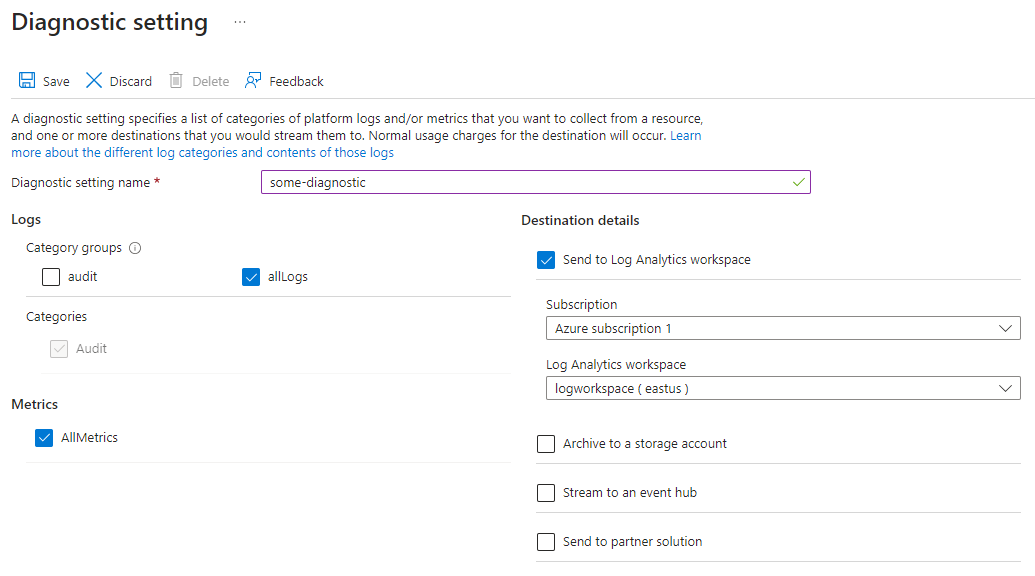 Diagnostic setting ...
Save Discard Delete Feedback
A diagnostic setting specifies a list of categories of platform logs and/or metrics that you want to collect from a resource,
and one or more destinations that you would stream them to. Normal usage charges for the destination will occur. Learn
more about the different log categories and contents of those logs
Diagnostic setting name * some-diagnostic
Logs
Category groups
audit allLogs
Categories
Audit
Metrics
AllMetrics
Destination details
Send to Log Analytics workspace
Subscription
Azure subscription 1
Log Analytics workspace
logworkspace ( eastus )
Archive to a storage account
Stream to an event hub
Send to partner solution